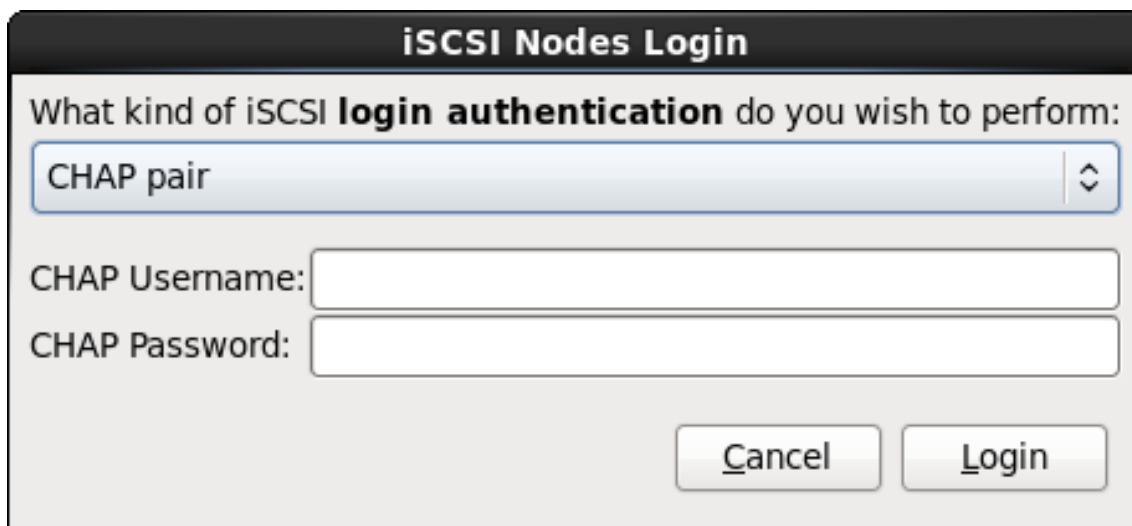 iSCSI Nodes Login
What kind of iSCSI login authentication do you wish to perform:
CHAP pair
CHAP Username:
CHAP Password:
Cancel Login